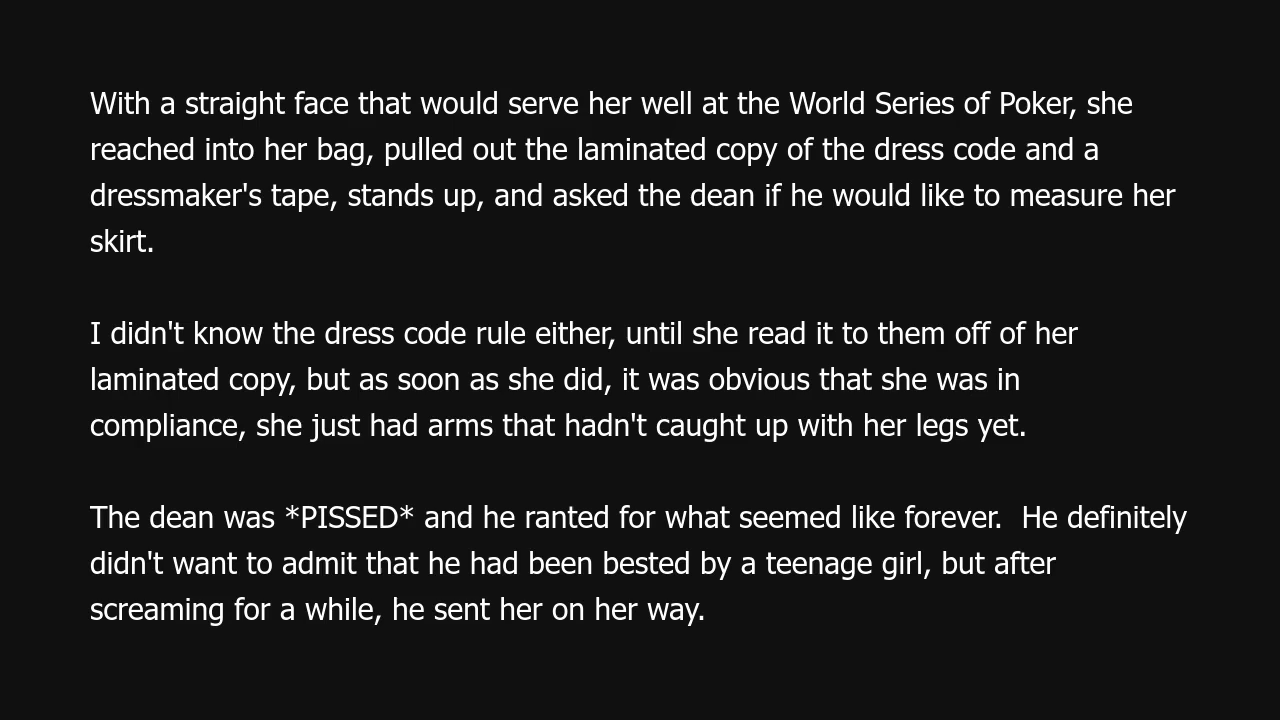 With a straight face that would serve her well at the World Series of Poker, she
reached into her bag, pulled out the laminated copy of the dress code and a
dressmaker's tape, stands up, and asked the dean if he would like to measure her
skirt.
I didn't know the dress code rule either, until she read it to them off of her
laminated copy, but as soon as she did, it was obvious that she was in
compliance, she just had arms that hadn't caught up with her legs yet.
The dean was *PISSED* and he ranted for what seemed like forever.  He definitely
didn't want to admit that he had been bested by a teenage girl, but after
screaming for a while, he sent her on her way.